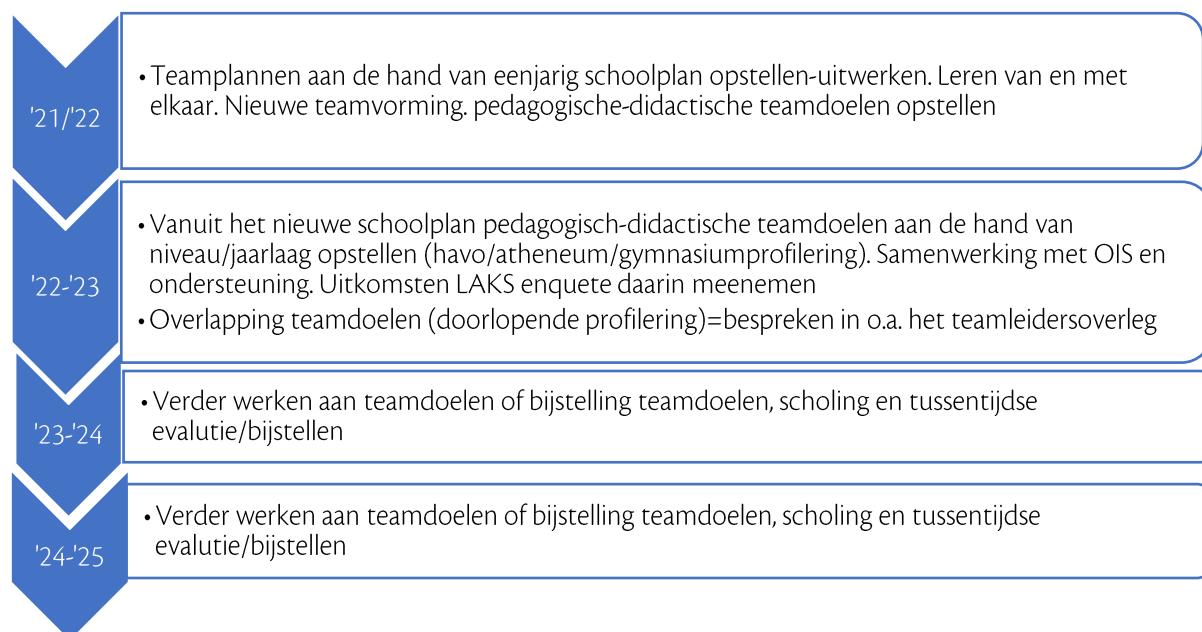 '21/'22
• Teamplannen aan de hand van eenjarig schoolplan opstellen-uitwerken. Leren van en met
elkaar. Nieuwe teamvorming. pedagogische-didactische teamdoelen opstellen
'22-'23
• Vanuit het nieuwe schoolplan pedagogisch-didactische teamdoelen aan de hand van
niveau/jaarlaag opstellen (havo/atheneum/gymnasiumprofilering). Samenwerking met OIS en
ondersteuning. Uitkomsten LAKS enquete daarin meenemen
• Overlapping teamdoelen (doorlopende profilering)=bespreken in o.a. het teamleidersoverleg
'23-'24
• Verder werken aan teamdoelen of bijstelling teamdoelen, scholing en tussentijdse
evalutie/bijstellen
'24-'25
• Verder werken aan teamdoelen of bijstelling teamdoelen, scholing en tussentijdse
evalutie/bijstellen